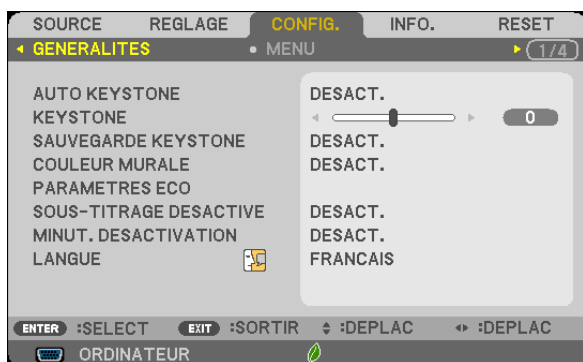 SOURCE REGLAGE CONFIG. INFO. RESET
GENERALITES • MENU 1/4
AUTO KEYSTONE DESACT.
KEYSTONE 0
SAUVEGARDE KEYSTONE DESACT.
COULEUR MURALE DESACT.
PARAMETRES ECO
SOUS-TITRAGE DESACTIVE DESACT.
MINUT. DESACTIVATION DESACT.
LANGUE FRANCAIS
ENTER :SELECT EXIT :SORTIR :DEPLAC :DEPLAC
ORDINATEUR